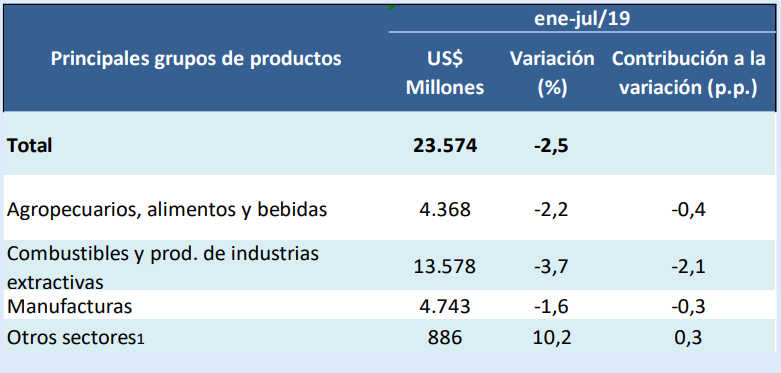 ene-jul/19
Principales grupos de productos
US$
Millones
Variación
(%)
Contribución a la
variación (p.p.)
Total 23.574 -2,5
Agropecuarios, alimentos y bebidas 4.368 -2,2 -0,4
Combustibles y prod. de industrias
extractivas 13.578 -3,7 -2,1
Manufacturas 4.743 -1,6 -0,3
Otros sectores1 886 10,2 0,3